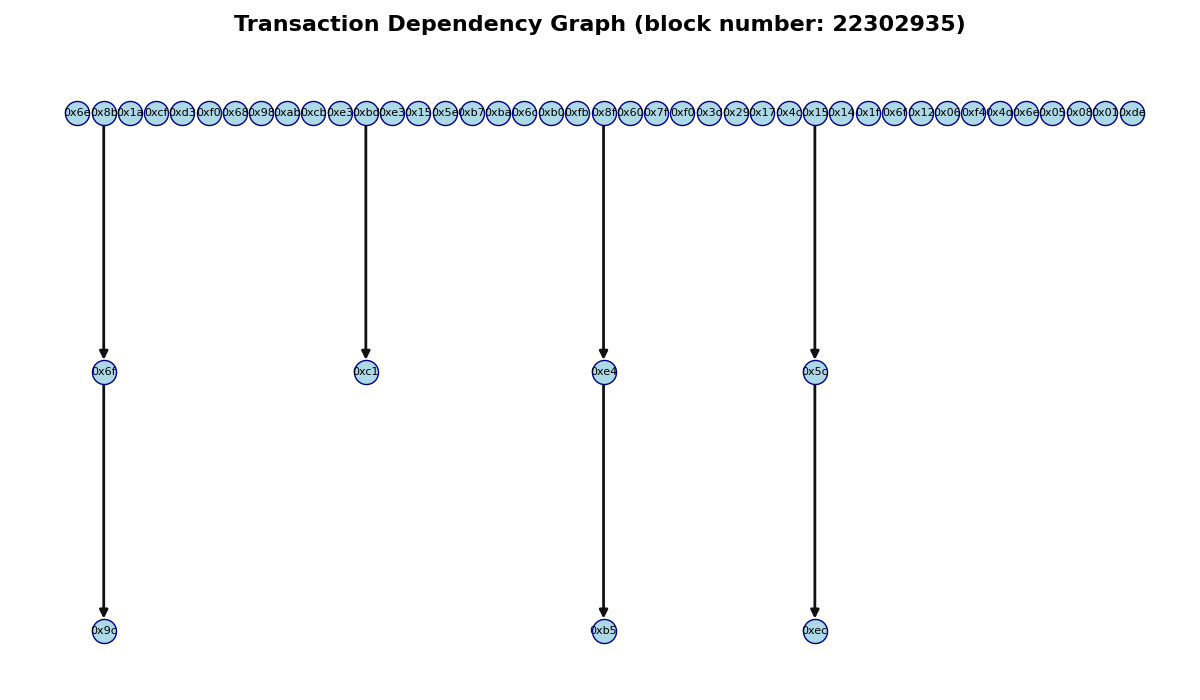 Transaction Dependency Graph (block number: 22302935)
0x6e 0x8b 0x1a 0xcf 0xd3 0xf0 0x68 0x98 0xab 0xcb 0xe3 0xbd 0xe3 0x15 0x5e 0xb7 0xba 0x6c 0xb0 0xfb 0x8f 0x60 0x7f 0xf0 0x3d 0x29 0x17 0x4c 0x15 0x14 0x1f 0x6f 0x12 0x06 0xf4 0x4d 0x6e 0x05 0x08 0x01 0xde
0x6f 0xc1 0xe4 0x5c
0x9c 0xb5 0xec